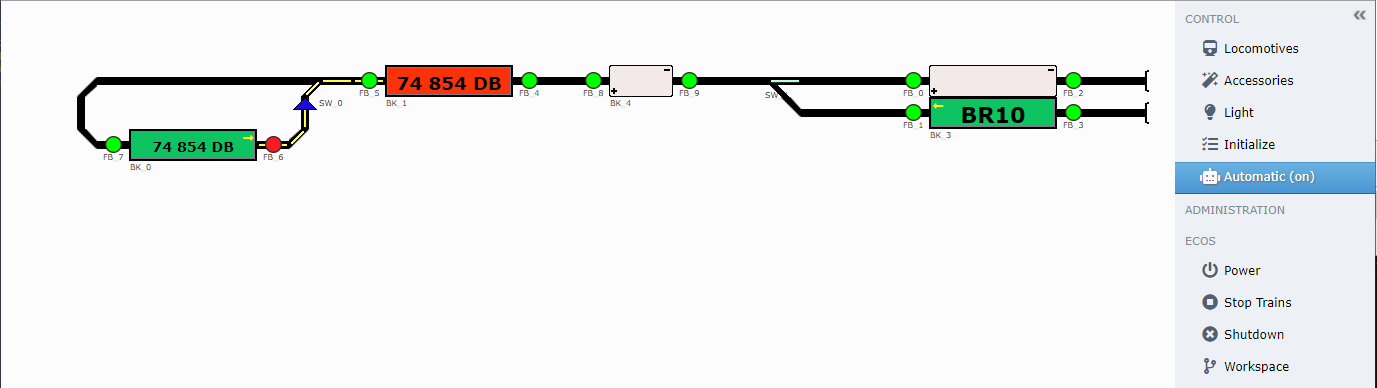 CONTROL
Locomotives
Accessories
Light
Initialize
Automatic (on)
ADMINISTRATION
ECOS
Power
Stop Trains
Shutdown
Workspace
74 854 DB
FB_5
BK_1
FB_4
FB_8
BK_4
FB_9
FB_0
FB_2
SW_0
BR10
FB_1
BK_3
FB_3
74 854 DB
FB_7
BK_0
FB_6